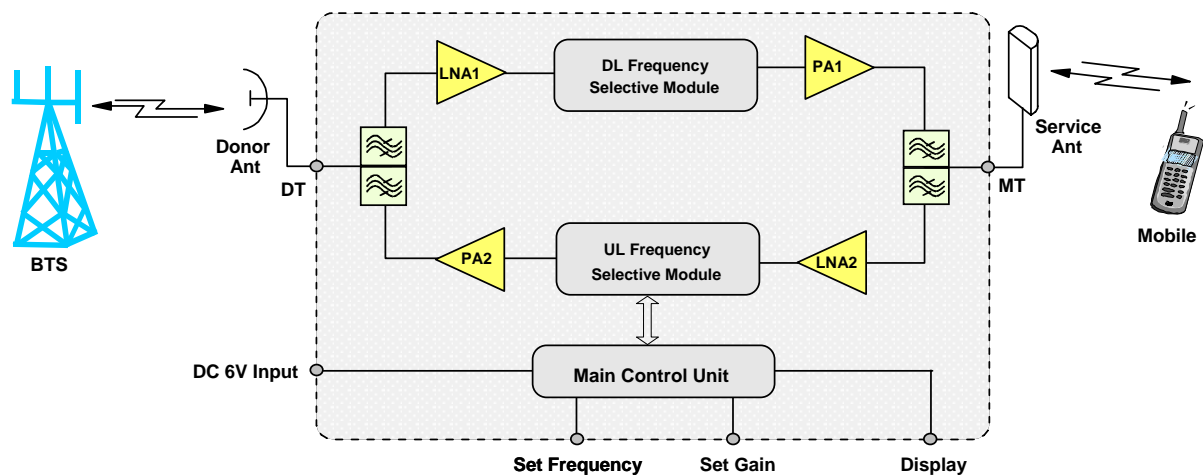 LNA1
DL Frequency
Selective Module
PA1
Donor
Ant
Service
Ant
DT
MT
BTS
PA2
UL Frequency
Selective Module
LNA2
Mobile
DC 6V Input
Main Control Unit
Set Frequency
Set Gain
Display